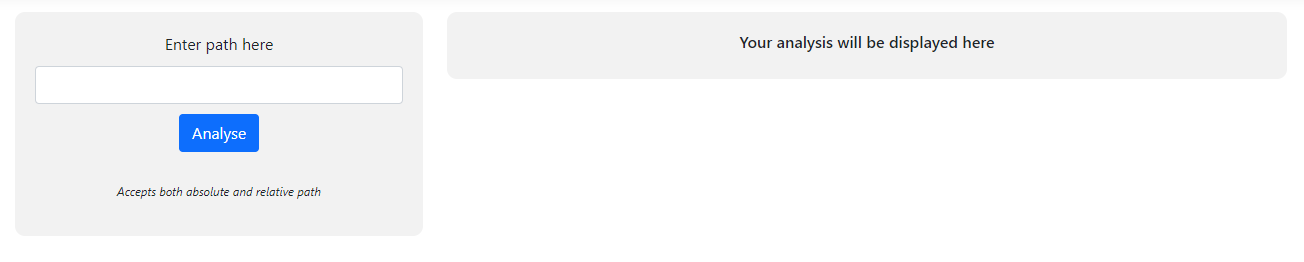 Enter path here
Analyse
Accepts both absolute and relative path
Your analysis will be displayed here